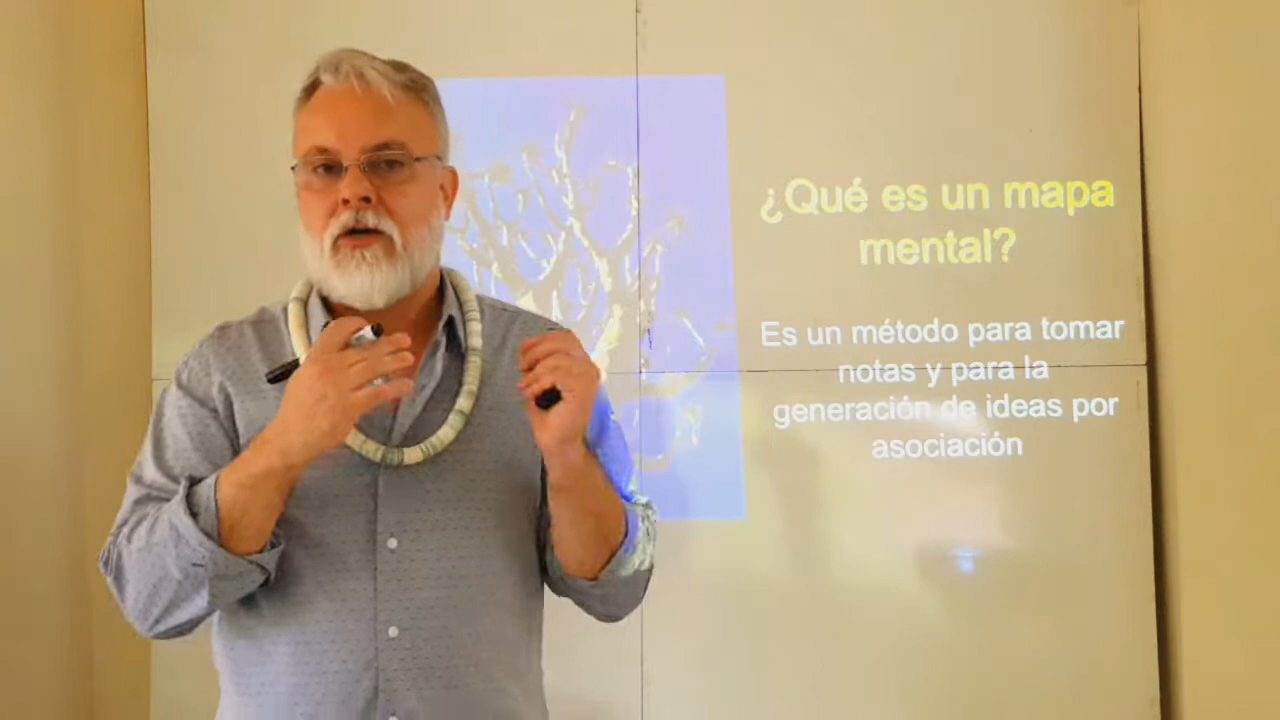 ¿Qué es un mapa
mental?
Es un método para tomar
notas y para la
generación de ideas por
asociación